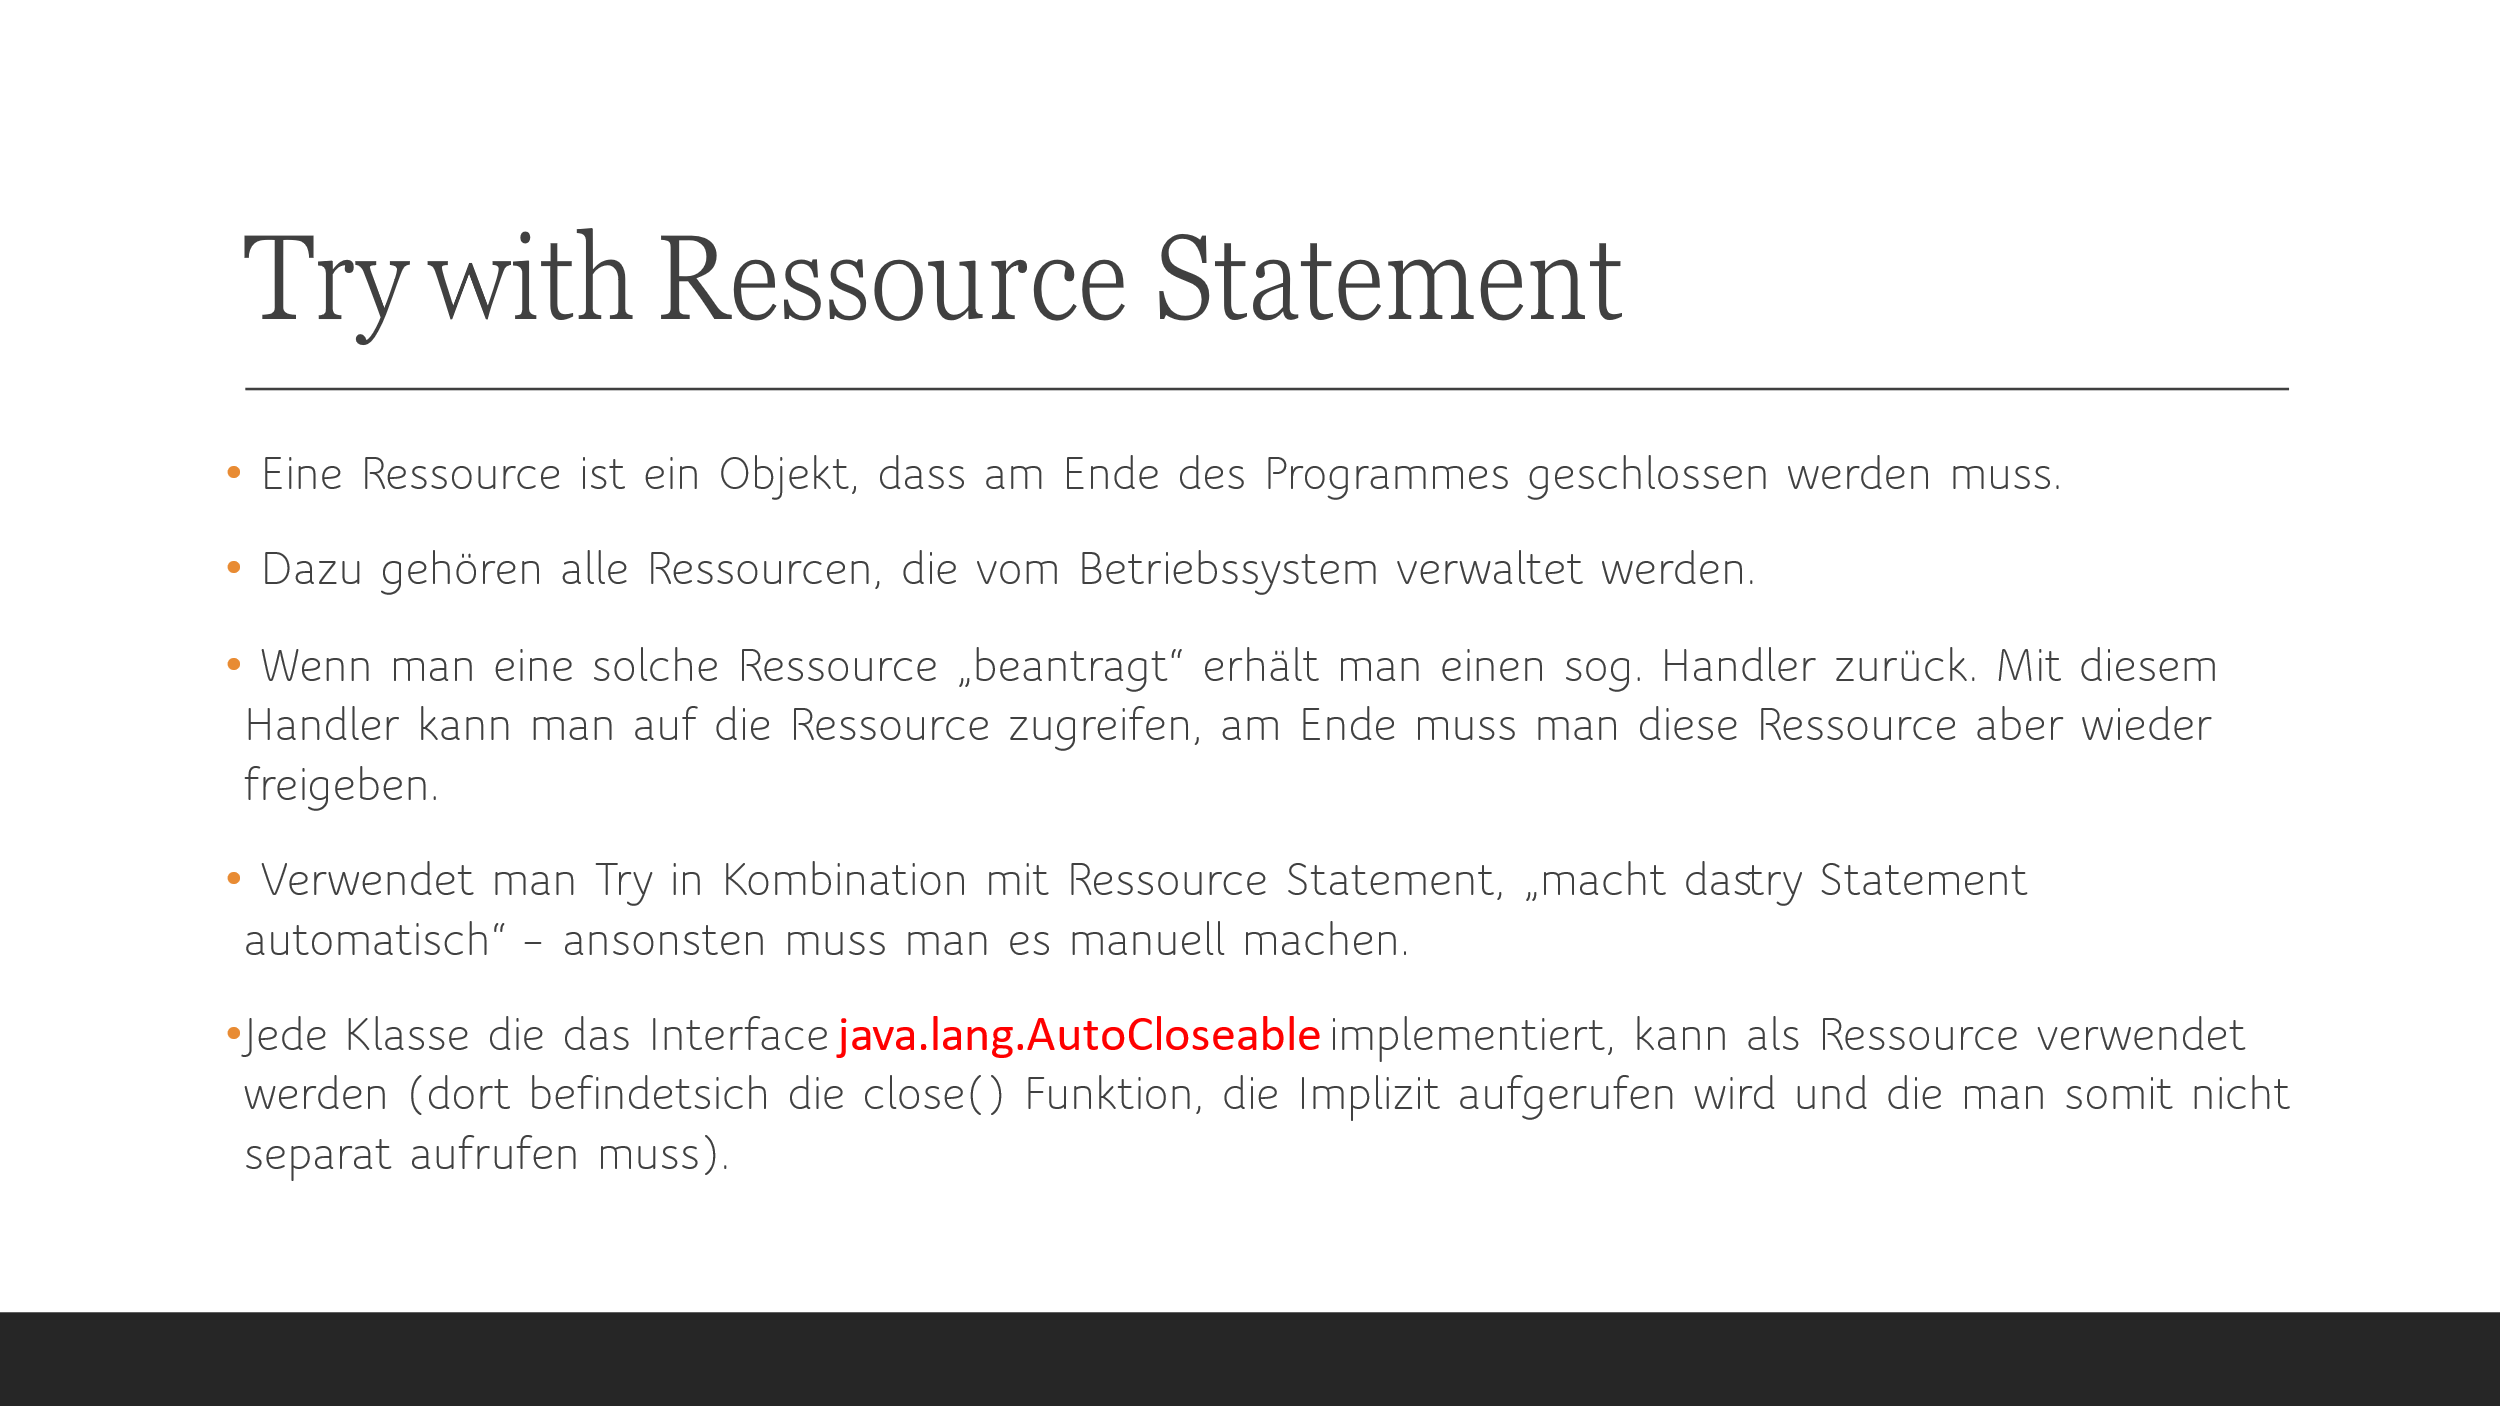 Try with Ressource Statement
• Eine Ressource ist ein Objekt, dass am Ende des Programmes geschlossen werden muss.
• Dazu gehören alle Ressourcen, die vom Betriebssystem verwaltet werden.
• Wenn man eine solche Ressource „beantragt“ erhält man einen sog. Handler zurück. Mit diesem
Handler kann man auf die Ressource zugreifen, am Ende muss man diese Ressource aber wieder
freigeben.
• Verwendet man Try in Kombination mit Ressource Statement, „macht dastry Statement
automatisch“ – ansonsten muss man es manuell machen.
•Jede Klasse die das Interface java.lang.AutoCloseable implementiert, kann als Ressource verwendet
werden (dort befindetsich die close() Funktion, die Implizit aufgerufen wird und die man somit nicht
separat aufrufen muss).